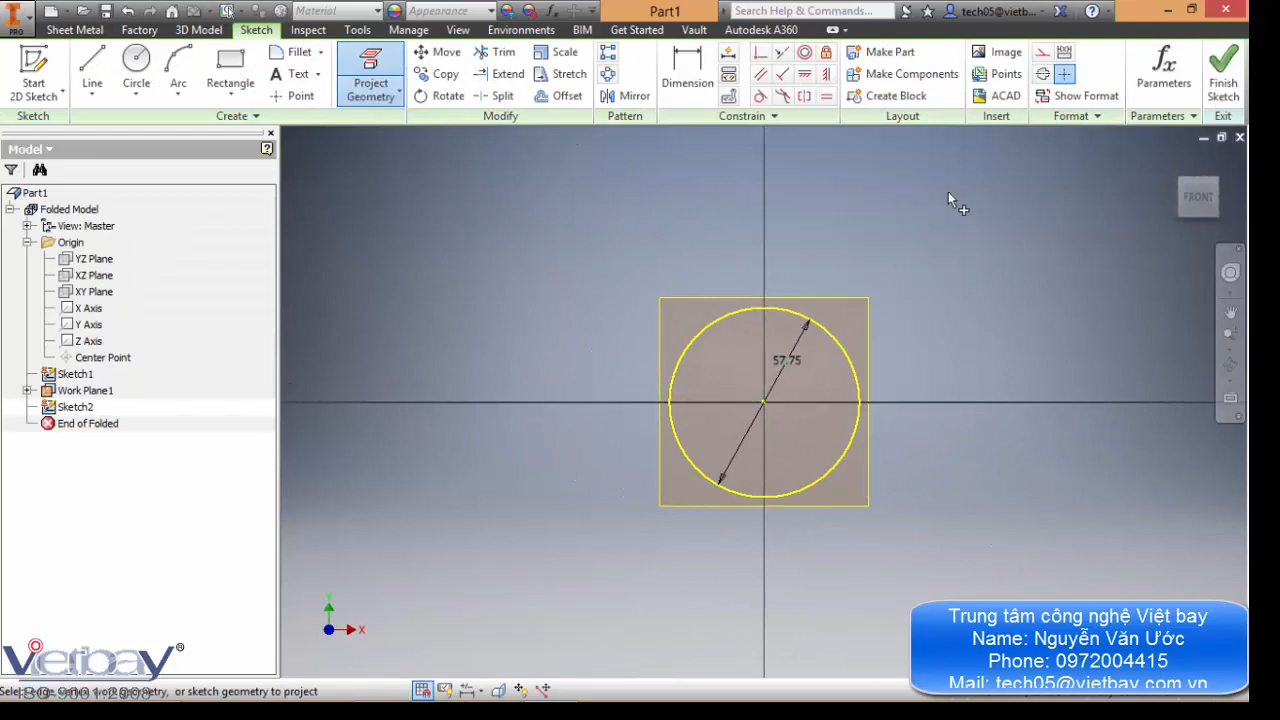 PRO
Material
Appearance
Part1
Search Help & Commands...
tech05@vietb...
Sheet Metal
Factory
3D Model
Sketch
Inspect
Tools
Manage
View
Environments
BIM
Get Started
Vault
Autodesk A360
Start
2D Sketch
Line
Circle
Arc
Rectangle
Fillet
Text
Point
Project
Geometry
Move
Copy
Rotate
Trim
Extend
Split
Scale
Stretch
Offset
Mirror
Dimension
Make Part
Make Components
Create Block
Image
Points
ACAD
Show Format
Parameters
Finish
Sketch
Sketch
Create
Modify
Pattern
Constrain
Layout
Insert
Format
Parameters
Exit
Model
Part1
Folded Model
View: Master
Origin
YZ Plane
XZ Plane
XY Plane
X Axis
Y Axis
Z Axis
Center Point
Sketch1
Work Plane1
Sketch2
End of Folded
FRONT
57.75
Y
X
Vietbay®
or sketch geometry to project
Trung tâm công nghệ Việt bay
Name: Nguyễn Văn Ước
Phone: 0972004415
Mail: tech05@vietbay.com.vn